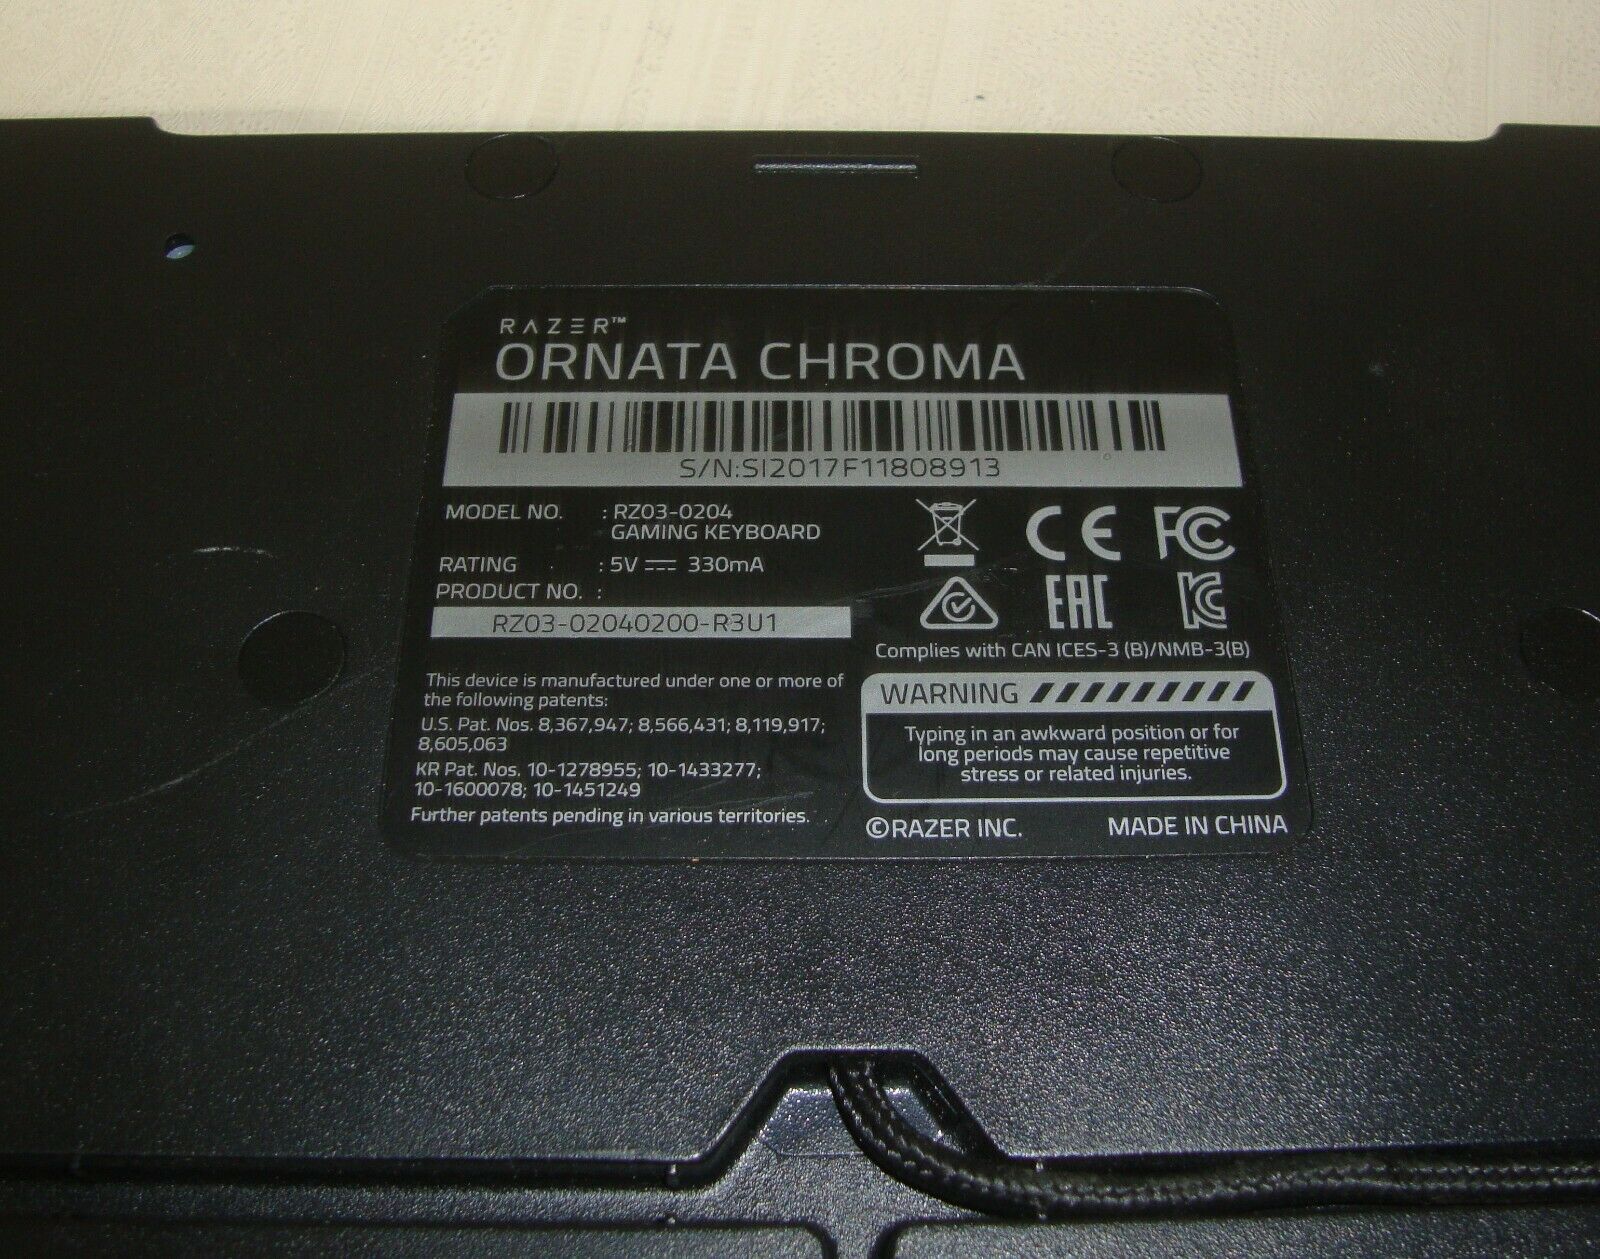 RAZER™
ORNATA CHROMA
S/N:SI2017F11808913
MODEL NO. : RZ03-0204
GAMING KEYBOARD
RATING : 5V ⎓ 330mA
PRODUCT NO. :
RZ03-02040200-R3U1
This device is manufactured under one or more of
the following patents:
U.S. Pat. Nos. 8,367,947; 8,566,431; 8,119,917;
8,605,063
KR Pat. Nos. 10-1278955; 10-1433277;
10-1600078; 10-1451249
Further patents pending in various territories.
CE FC
EAC KC
Complies with CAN ICES-3 (B)/NMB-3(B)
WARNING
Typing in an awkward position or for
long periods may cause repetitive
stress or related injuries.
©RAZER INC. MADE IN CHINA